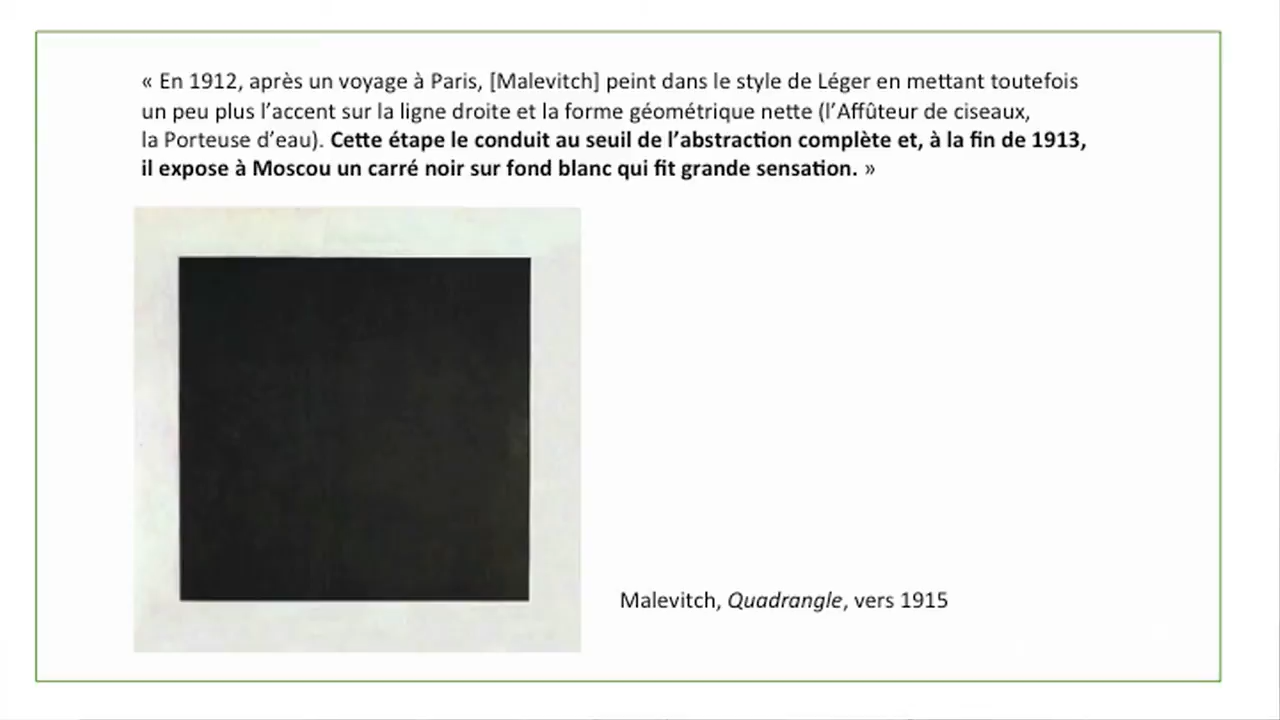 « En 1912, après un voyage à Paris, [Malevitch] peint dans le style de Léger en mettant toutefois
un peu plus l’accent sur la ligne droite et la forme géométrique nette (l’Affûteur de ciseaux,
la Porteuse d’eau). Cette étape le conduit au seuil de l’abstraction complète et, à la fin de 1913,
il expose à Moscou un carré noir sur fond blanc qui fit grande sensation. »
Malevitch, Quadrangle, vers 1915